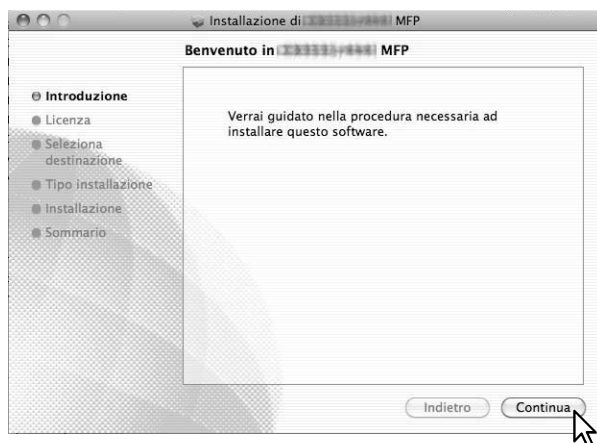 Installazione di MFP
Benvenuto in MFP
Introduzione
Licenza
Seleziona
destinazione
Tipo installazione
Installazione
Sommario
Verrai guidato nella procedura necessaria ad
installare questo software.
Indietro
Continua